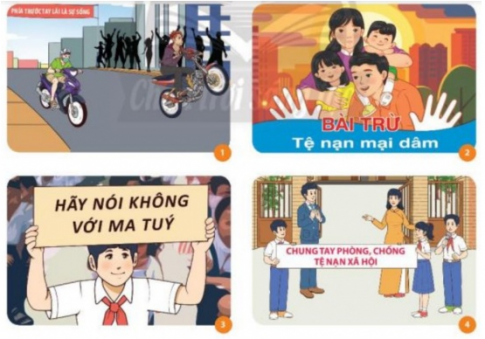 PHÍA TRƯỚC TAY LÁI LÀ SỰ SỐNG
1
BÀI TRỪ
Tệ nạn mại dâm
2
HÃY NÓI KHÔNG
VỚI MA TUÝ
3
CHUNG TAY PHÒNG, CHỐNG
TỆ NẠN XÃ HỘI
4